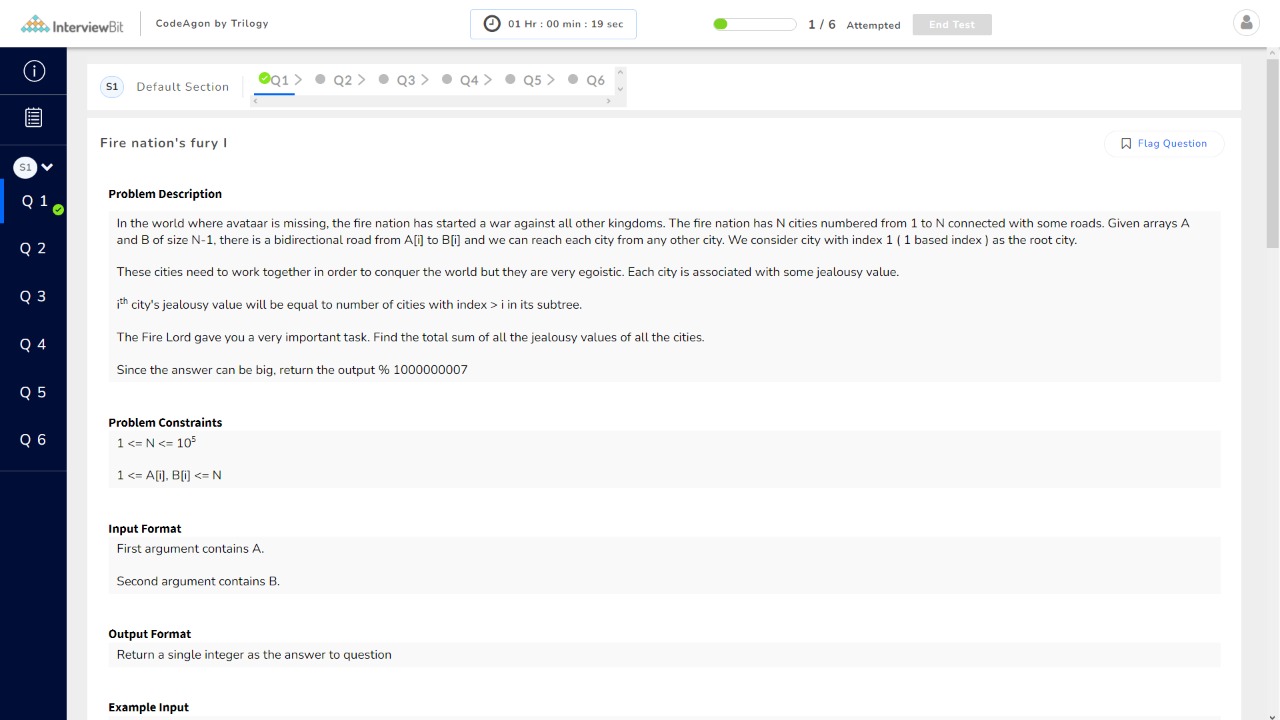 InterviewBit
CodeAgon by Trilogy
01 Hr : 00 min : 19 sec
1 / 6 Attempted
End Test
S1
Default Section
Q1
Q2
Q3
Q4
Q5
Q6
S1
Q 1
Q 2
Q 3
Q 4
Q 5
Q 6
Fire nation's fury I
Flag Question
Problem Description
In the world where avataar is missing, the fire nation has started a war against all other kingdoms. The fire nation has N cities numbered from 1 to N connected with some roads. Given arrays A
and B of size N-1, there is a bidirectional road from A[i] to B[i] and we can reach each city from any other city. We consider city with index 1 ( 1 based index ) as the root city.
These cities need to work together in order to conquer the world but they are very egoistic. Each city is associated with some jealousy value.
ith city's jealousy value will be equal to number of cities with index > i in its subtree.
The Fire Lord gave you a very important task. Find the total sum of all the jealousy values of all the cities.
Since the answer can be big, return the output % 1000000007
Problem Constraints
1 <= N <= 10⁵
1 <= A[i], B[i] <= N
Input Format
First argument contains A.
Second argument contains B.
Output Format
Return a single integer as the answer to question
Example Input